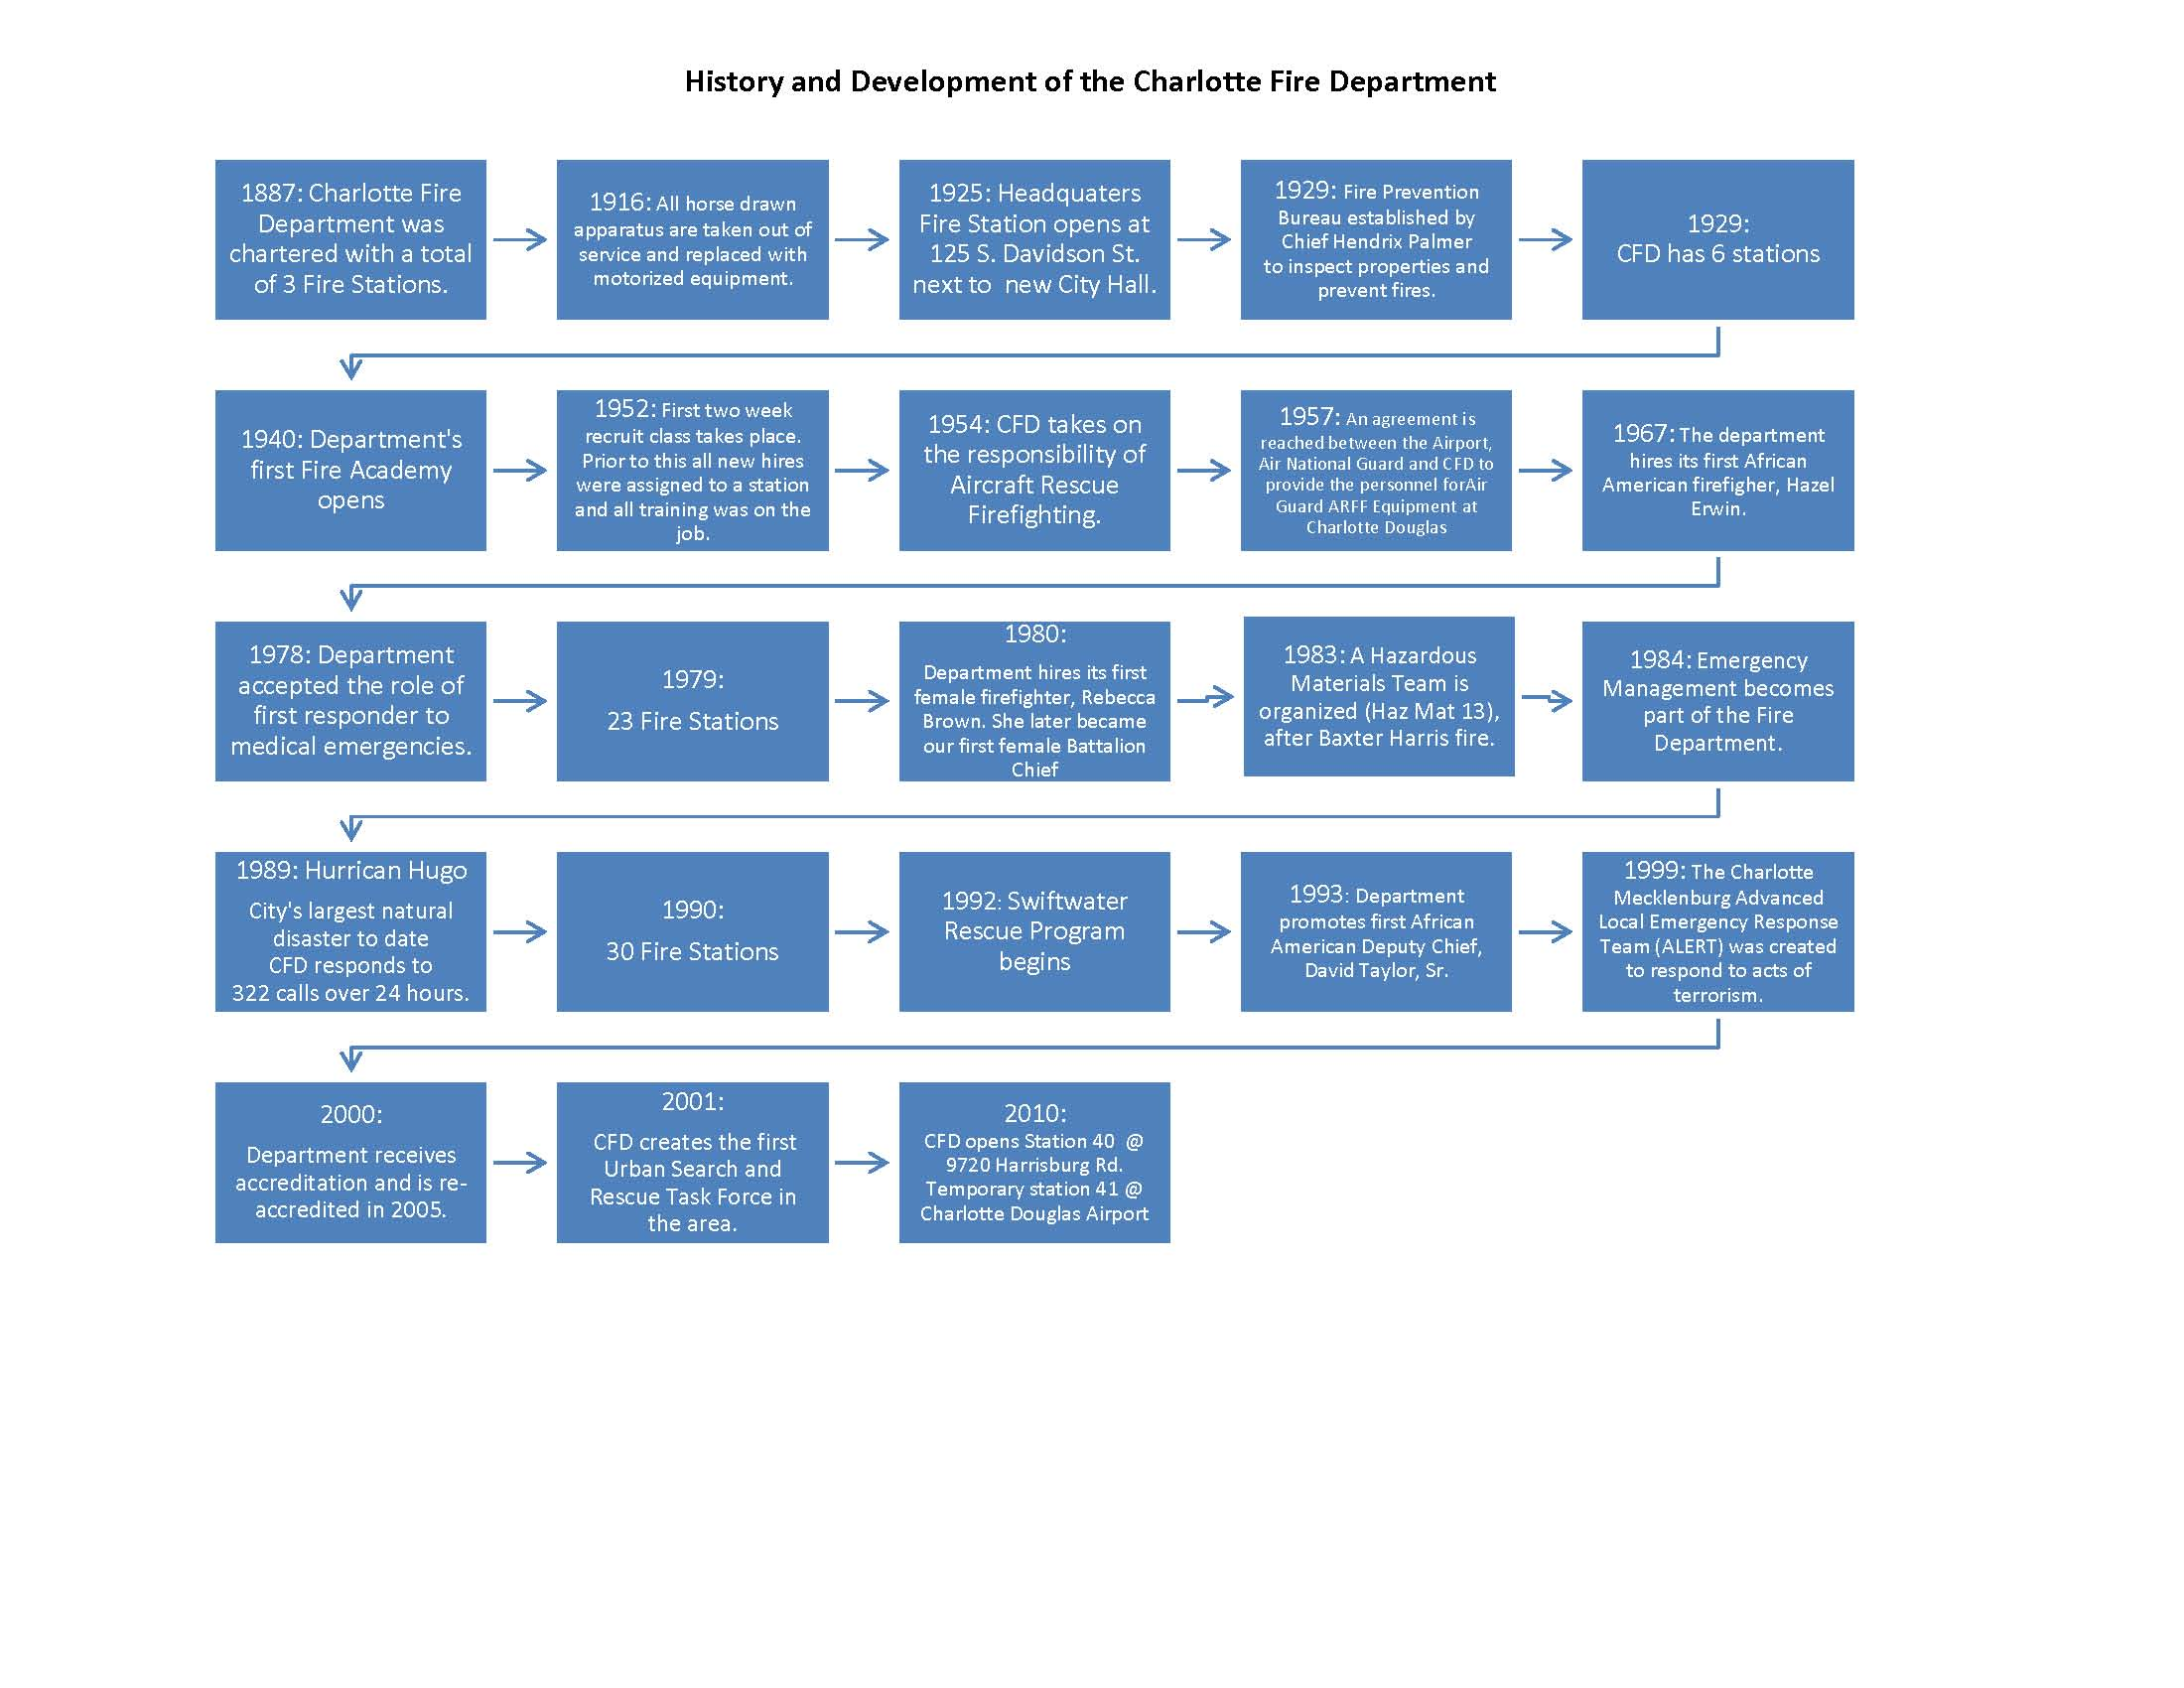 History and Development of the Charlotte Fire Department
1887: Charlotte Fire
Department was
chartered with a total
of 3 Fire Stations.
1916: All horse drawn
apparatus are taken out of
service and replaced with
motorized equipment.
1925: Headquaters
Fire Station opens at
125 S. Davidson St.
next to new City Hall.
1929: Fire Prevention
Bureau established by
Chief Hendrix Palmer
to inspect properties and
prevent fires.
1929:
CFD has 6 stations
1940: Department's
first Fire Academy
opens
1952: First two week
recruit class takes place.
Prior to this all new hires
were assigned to a station
and all training was on the
job.
1954: CFD takes on
the responsibility of
Aircraft Rescue
Firefighting.
1957: An agreement is
reached between the Airport,
Air National Guard and CFD to
provide the personnel forAir
Guard ARFF Equipment at
Charlotte Douglas
1967: The department
hires its first African
American firefigher, Hazel
Erwin.
1978: Department
accepted the role of
first responder to
medical emergencies.
1979:
23 Fire Stations
1980:
Department hires its first
female firefighter, Rebecca
Brown. She later became
our first female Battalion
Chief
1983: A Hazardous
Materials Team is
organized (Haz Mat 13),
after Baxter Harris fire.
1984: Emergency
Management becomes
part of the Fire
Department.
1989: Hurrican Hugo
City's largest natural
disaster to date
CFD responds to
322 calls over 24 hours.
1990:
30 Fire Stations
1992: Swiftwater
Rescue Program
begins
1993: Department
promotes first African
American Deputy Chief,
David Taylor, Sr.
1999: The Charlotte
Mecklenburg Advanced
Local Emergency Response
Team (ALERT) was created
to respond to acts of
terrorism.
2000:
Department receives
accreditation and is re-
accredited in 2005.
2001:
CFD creates the first
Urban Search and
Rescue Task Force in
the area.
2010:
CFD opens Station 40 @
9720 Harrisburg Rd.
Temporary station 41 @
Charlotte Douglas Airport